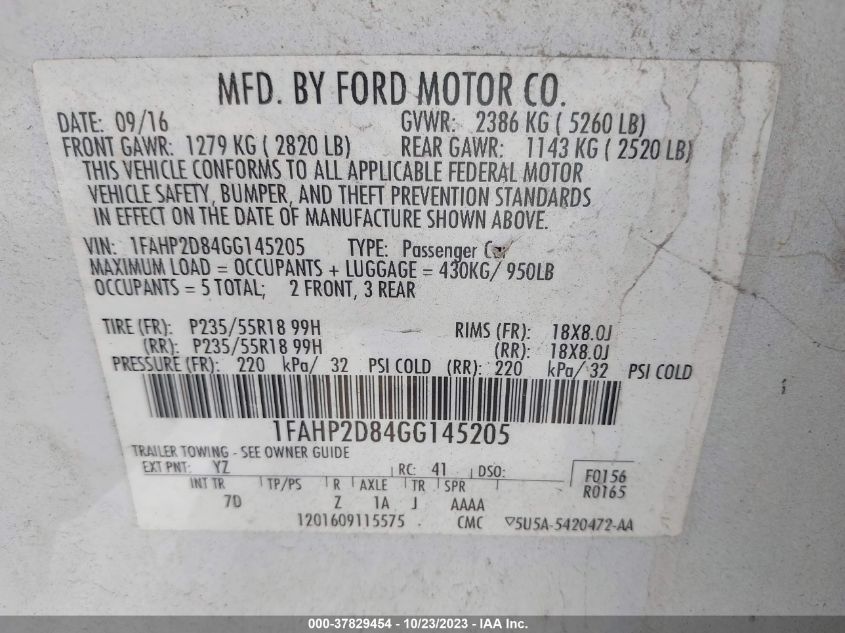 MFD. BY FORD MOTOR CO.
DATE: 09/16 GVWR: 2386 KG ( 5260 LB)
FRONT GAWR: 1279 KG ( 2820 LB) REAR GAWR: 1143 KG ( 2520 LB)
THIS VEHICLE CONFORMS TO ALL APPLICABLE FEDERAL MOTOR
VEHICLE SAFETY, BUMPER, AND THEFT PREVENTION STANDARDS
IN EFFECT ON THE DATE OF MANUFACTURE SHOWN ABOVE.
VIN: 1FAHP2D84GG145205 TYPE: Passenger Car
MAXIMUM LOAD = OCCUPANTS + LUGGAGE = 430KG/ 950LB
OCCUPANTS = 5 TOTAL; 2 FRONT, 3 REAR
TIRE (FR): P235/55R18 99H RIMS (FR): 18X8.0J
(RR): P235/55R18 99H (RR): 18X8.0J
PRESSURE (FR): 220 kPa/ 32 PSI COLD (RR): 220 kPa/ 32 PSI COLD
1FAHP2D84GG145205
TRAILER TOWING - SEE OWNER GUIDE
EXT PNT: YZ RC: 41 DSO: F0156
INT TR TP/PS R AXLE TR SPR R0165
7D Z 1A J AAAA
1201609115575 CMC ▽5U5A-5420472-AA
000-37829454 - 10/23/2023 - IAA Inc.